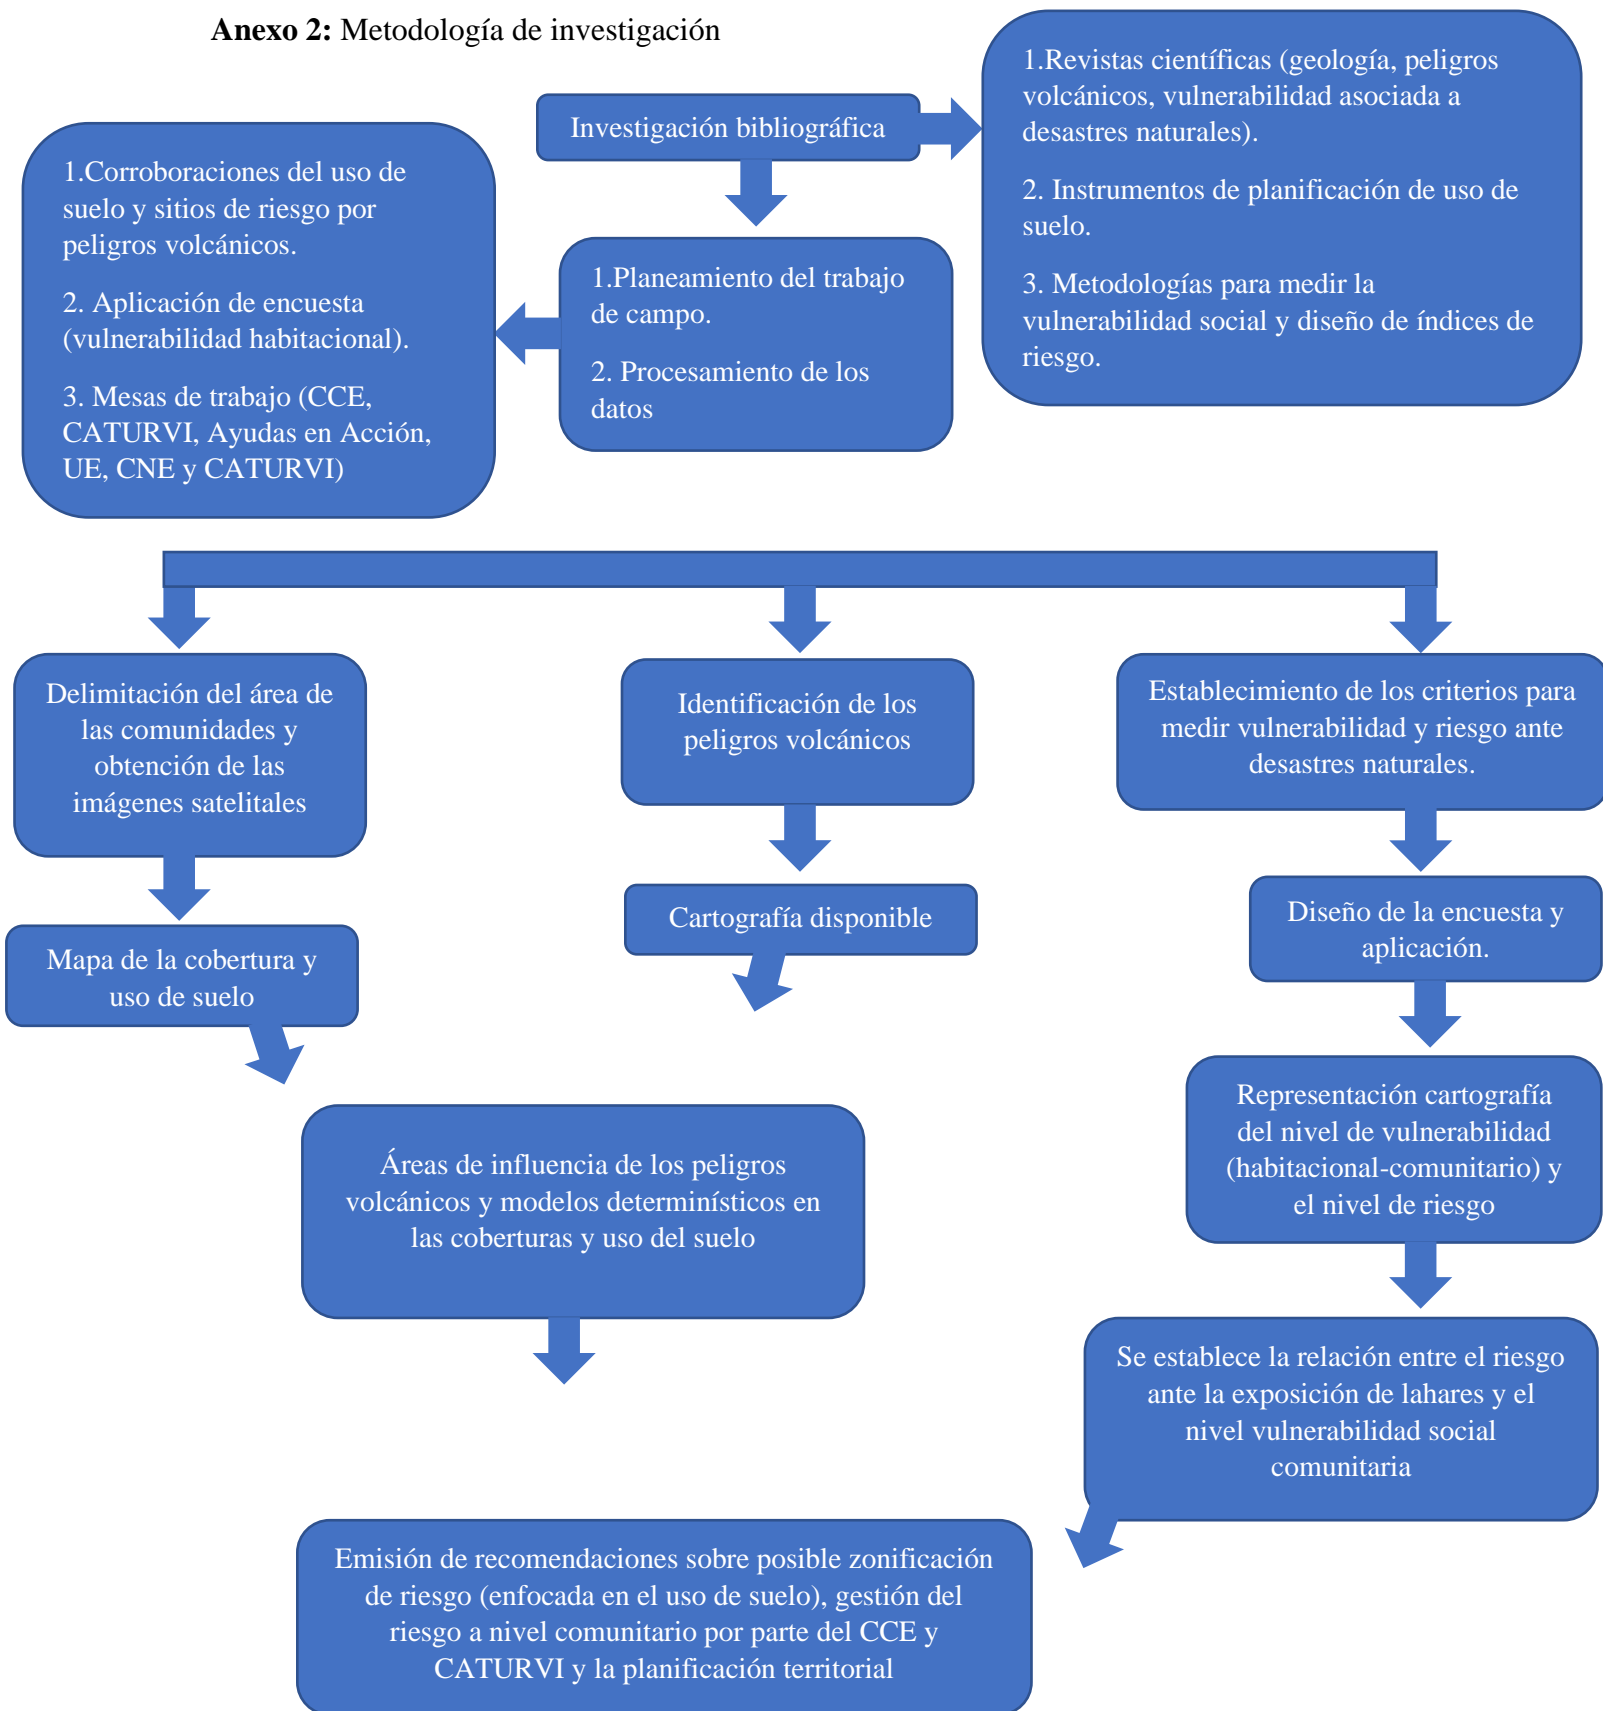 Anexo 2: Metodología de investigación
Investigación bibliográfica
1.Revistas científicas (geología, peligros
volcánicos, vulnerabilidad asociada a
desastres naturales).
2. Instrumentos de planificación de uso de
suelo.
3. Metodologías para medir la
vulnerabilidad social y diseño de índices de
riesgo.
1.Planeamiento del trabajo
de campo.
2. Procesamiento de los
datos
1.Corroboraciones del uso de
suelo y sitios de riesgo por
peligros volcánicos.
2. Aplicación de encuesta
(vulnerabilidad habitacional).
3. Mesas de trabajo (CCE,
CATURVI, Ayudas en Acción,
UE, CNE y CATURVI)
Delimitación del área de
las comunidades y
obtención de las
imágenes satelitales
Mapa de la cobertura y
uso de suelo
Identificación de los
peligros volcánicos
Cartografía disponible
Áreas de influencia de los peligros
volcánicos y modelos determinísticos en
las coberturas y uso del suelo
Establecimiento de los criterios para
medir vulnerabilidad y riesgo ante
desastres naturales.
Diseño de la encuesta y
aplicación.
Representación cartografía
del nivel de vulnerabilidad
(habitacional-comunitario) y
el nivel de riesgo
Se establece la relación entre el riesgo
ante la exposición de lahares y el
nivel vulnerabilidad social
comunitaria
Emisión de recomendaciones sobre posible zonificación
de riesgo (enfocada en el uso de suelo), gestión del
riesgo a nivel comunitario por parte del CCE y
CATURVI y la planificación territorial